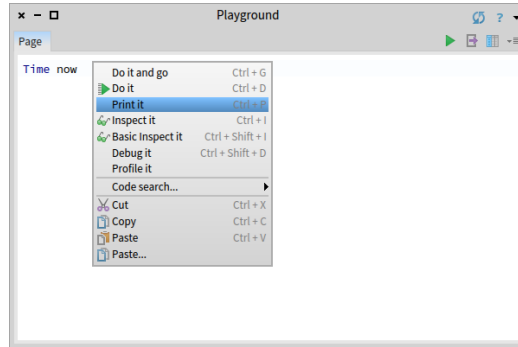 Playground
?
Page
Time now
Do it and go Ctrl + G
Do it Ctrl + D
Print it Ctrl + P
Inspect it Ctrl + I
Basic Inspect it Ctrl + Shift + I
Debug it Ctrl + Shift + D
Profile it
Code search...
Cut Ctrl + X
Copy Ctrl + C
Paste Ctrl + V
Paste...